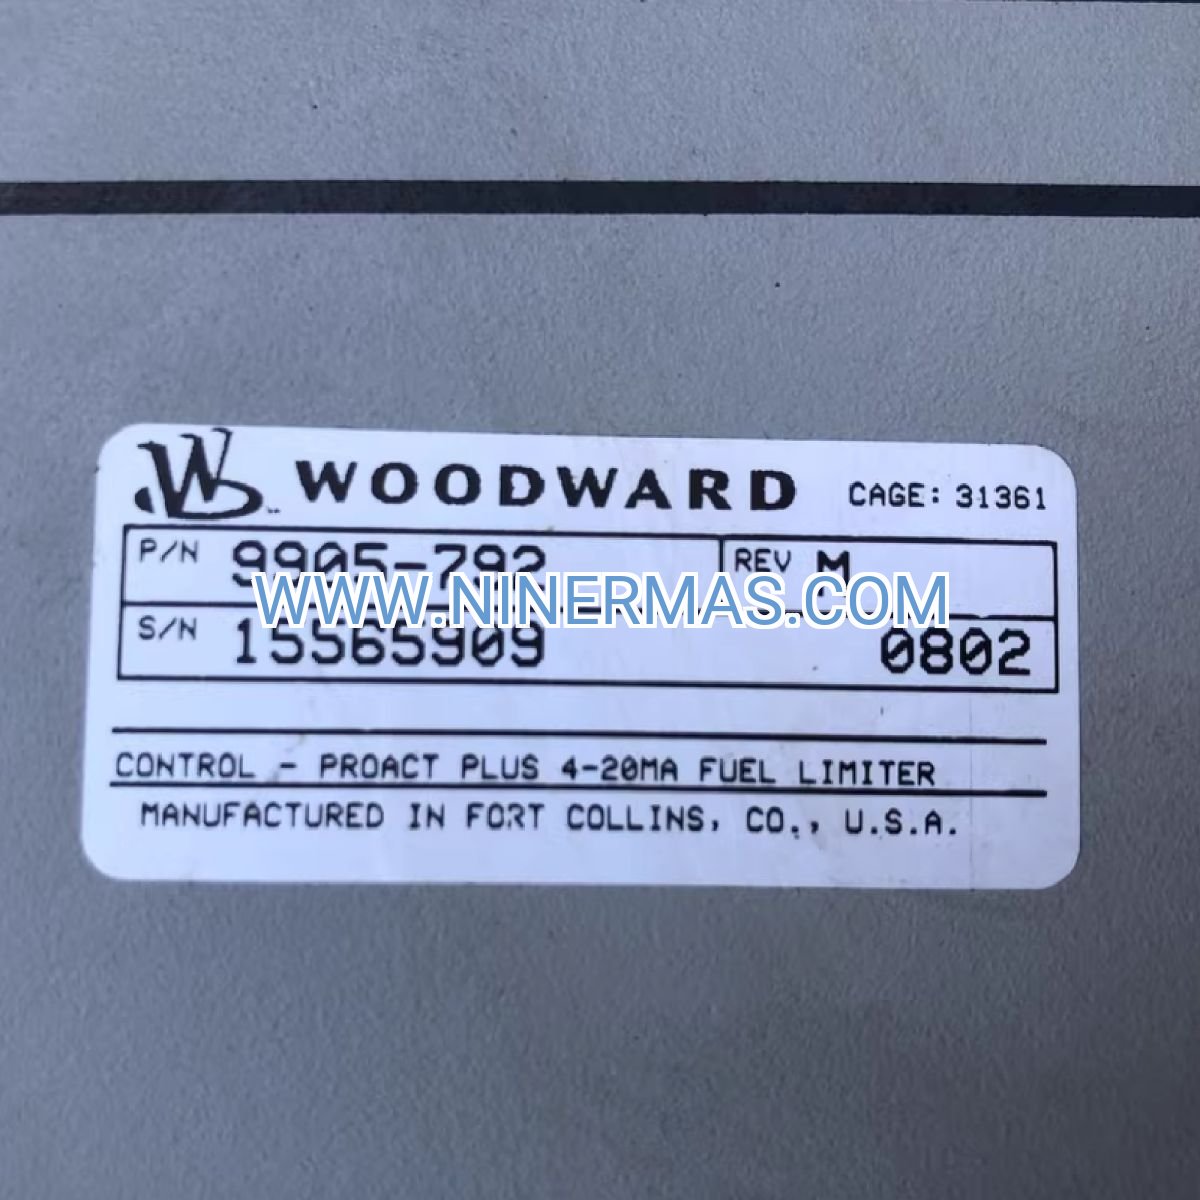 WOODWARD CAGE: 31361
P/N 9905-792 REV M
WWW.NINERMAS.COM
S/N 15565909 0802
CONTROL - PROACT PLUS 4-20MA FUEL LIMITER
MANUFACTURED IN FORT COLLINS, CO., U.S.A.